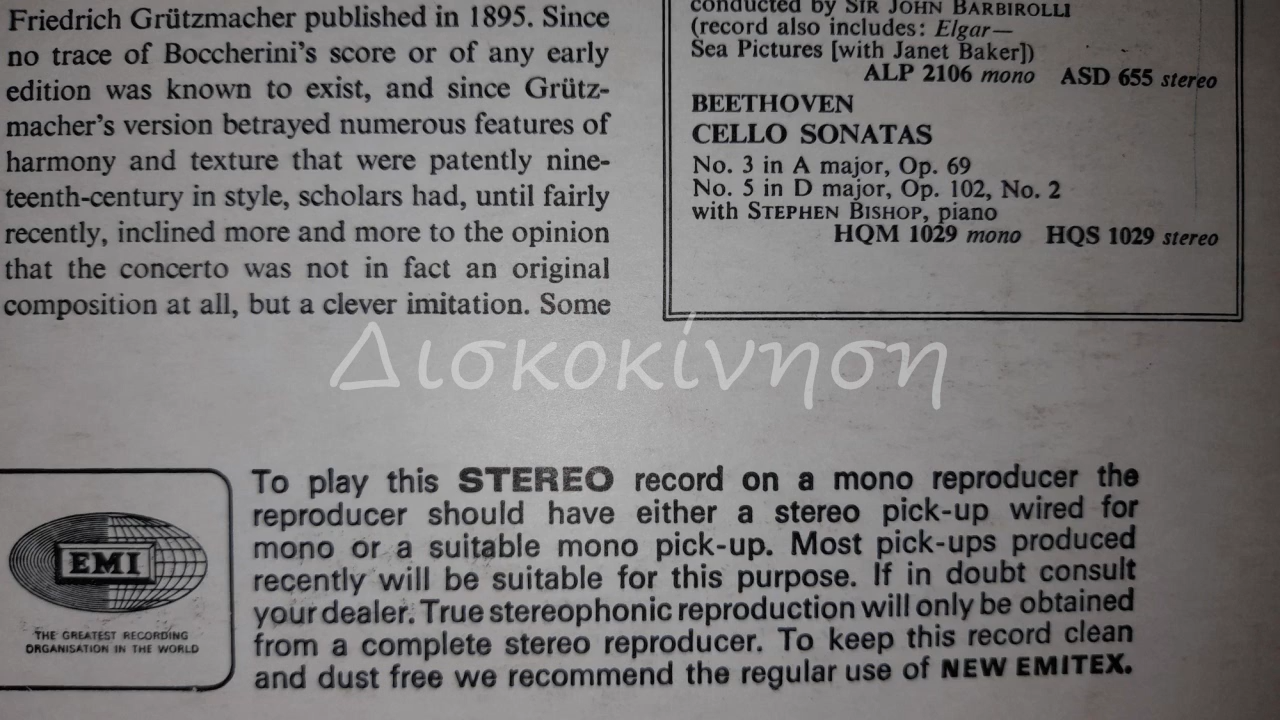 Friedrich Grützmacher published in 1895. Since
no trace of Boccherini's score or of any early
edition was known to exist, and since Grütz-
macher's version betrayed numerous features of
harmony and texture that were patently nine-
teenth-century in style, scholars had, until fairly
recently, inclined more and more to the opinion
that the concerto was not in fact an original
composition at all, but a clever imitation. Some
conducted by SIR JOHN BARBIROLLI
(record also includes: Elgar—
Sea Pictures [with Janet Baker])
ALP 2106 mono ASD 655 stereo
BEETHOVEN
CELLO SONATAS
No. 3 in A major, Op. 69
No. 5 in D major, Op. 102, No. 2
with STEPHEN BISHOP, piano
HQM 1029 mono HQS 1029 stereo
Δισκοκίνηση
EMI
THE GREATEST RECORDING
ORGANISATION IN THE WORLD
To play this STEREO record on a mono reproducer the
reproducer should have either a stereo pick-up wired for
mono or a suitable mono pick-up. Most pick-ups produced
recently will be suitable for this purpose. If in doubt consult
your dealer. True stereophonic reproduction will only be obtained
from a complete stereo reproducer. To keep this record clean
and dust free we recommend the regular use of NEW EMITEX.